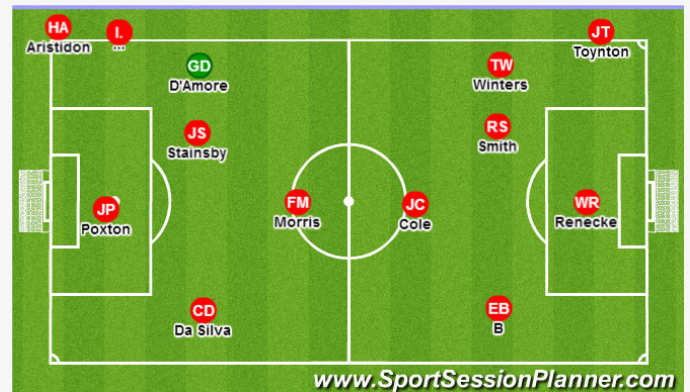 HA
Aristidon
I.
...
JT
Toynton
GD
D'Amore
TW
Winters
JS
Stainsby
RS
Smith
JP
Poxton
FM
Morris
JC
Cole
WR
Renecke
CD
Da Silva
EB
B
www.SportSessionPlanner.com